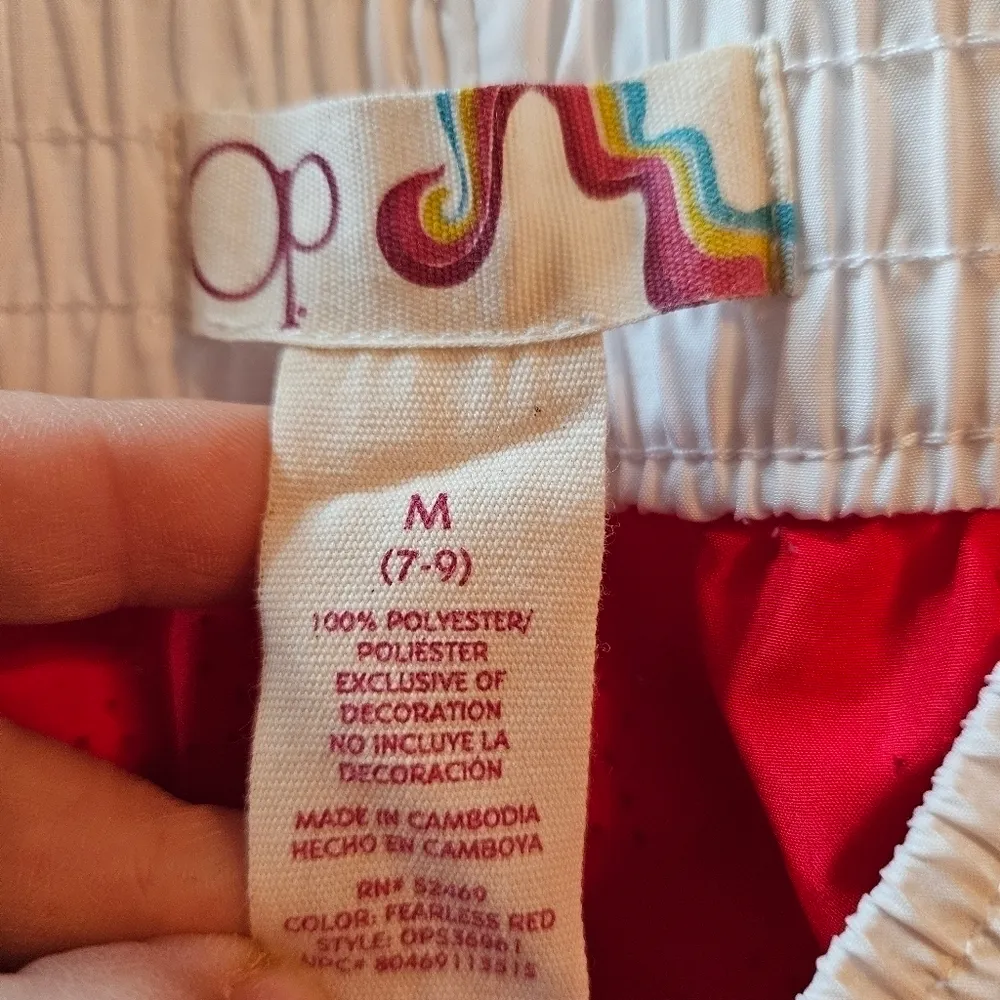 op
M
(7-9)
100% POLYESTER/
POLIÉSTER
EXCLUSIVE OF
DECORATION
NO INCLUYE LA
DECORACIÓN
MADE IN CAMBODIA
HECHO EN CAMBOYA
RN# 52469
COLOR: FEARLESS RED
STYLE:
UPC#